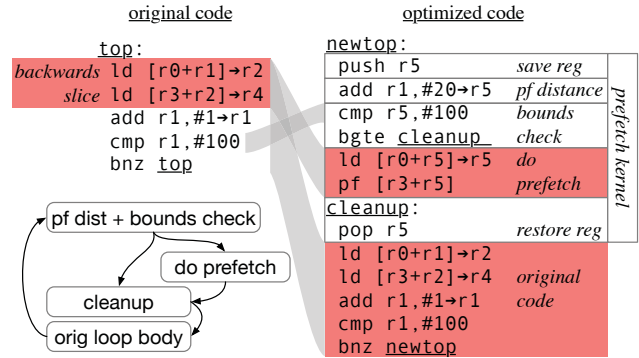 original code
top:
backwards ld [r0+r1]➔r2
slice ld [r3+r2]➔r4
add r1,#1➔r1
cmp r1,#100
bnz top
pf dist + bounds check
do prefetch
cleanup
orig loop body
optimized code
newtop:
push r5 save reg
add r1,#20➔r5 pf distance
cmp r5,#100 bounds
bgte cleanup check
ld [r0+r5]➔r5 do
pf [r3+r5] prefetch
cleanup:
pop r5 restore reg
prefetch kernel
ld [r0+r1]➔r2
ld [r3+r2]➔r4 original
add r1,#1➔r1 code
cmp r1,#100
bnz newtop